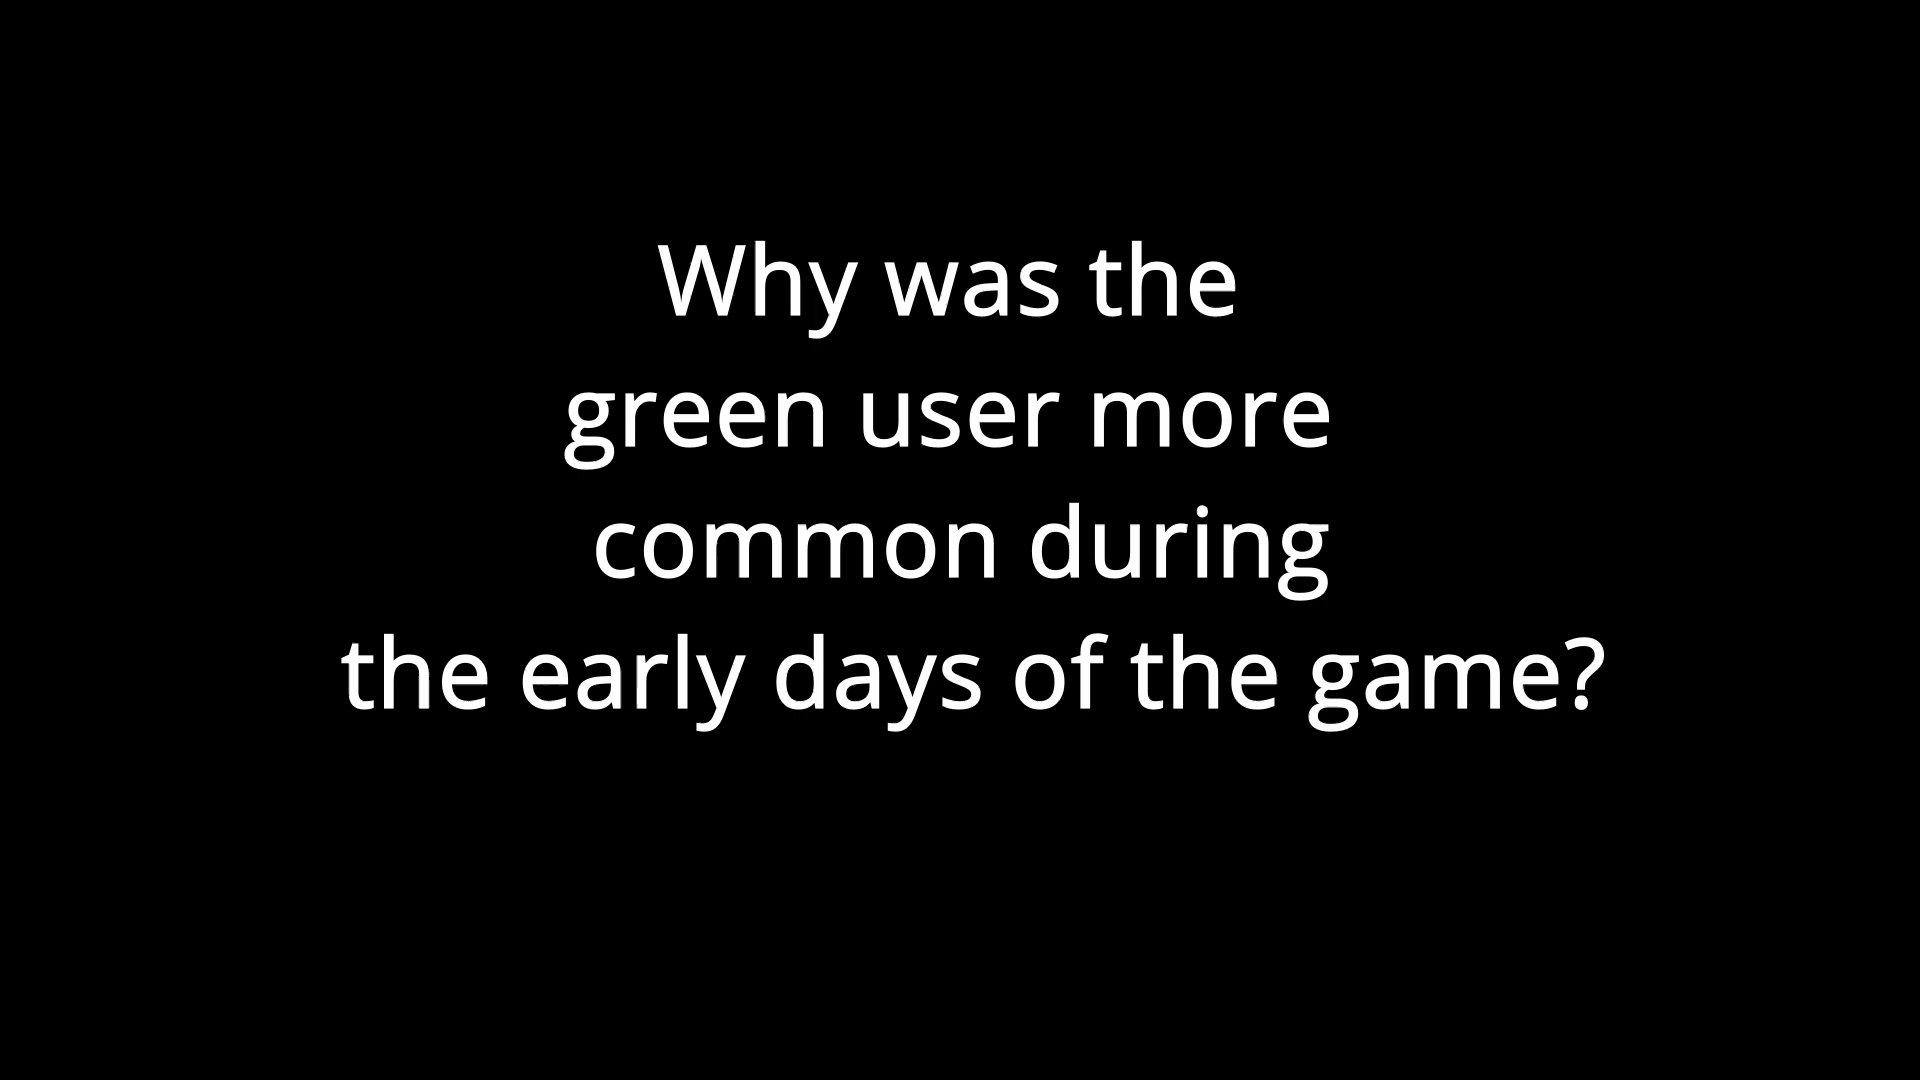 Why was the
green user more
common during
the early days of the game?